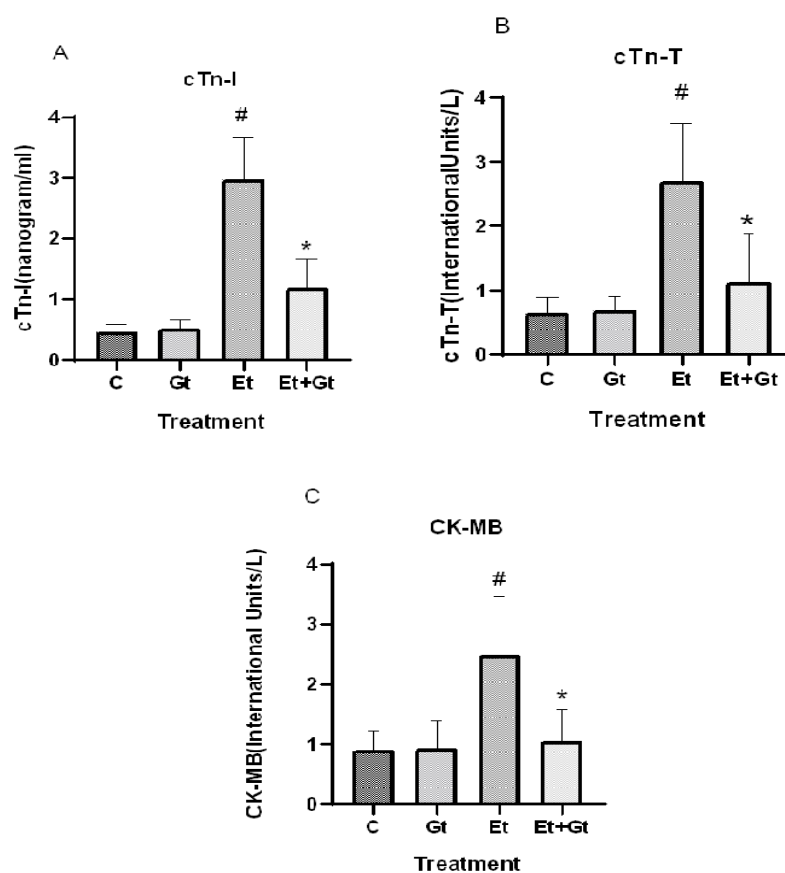 A
cTn-I
cTn-I(nanogram/ml)
4
3
2
1
0
#
*
C Gt Et Et+Gt
Treatment
B
cTn-T
cTn-T(InternationalUnits/L)
4
3
2
1
0
#
*
C Gt Et Et+Gt
Treatment
C
CK-MB
CK-MB(International Units/L)
4
3
2
1
0
#
*
C Gt Et Et+Gt
Treatment